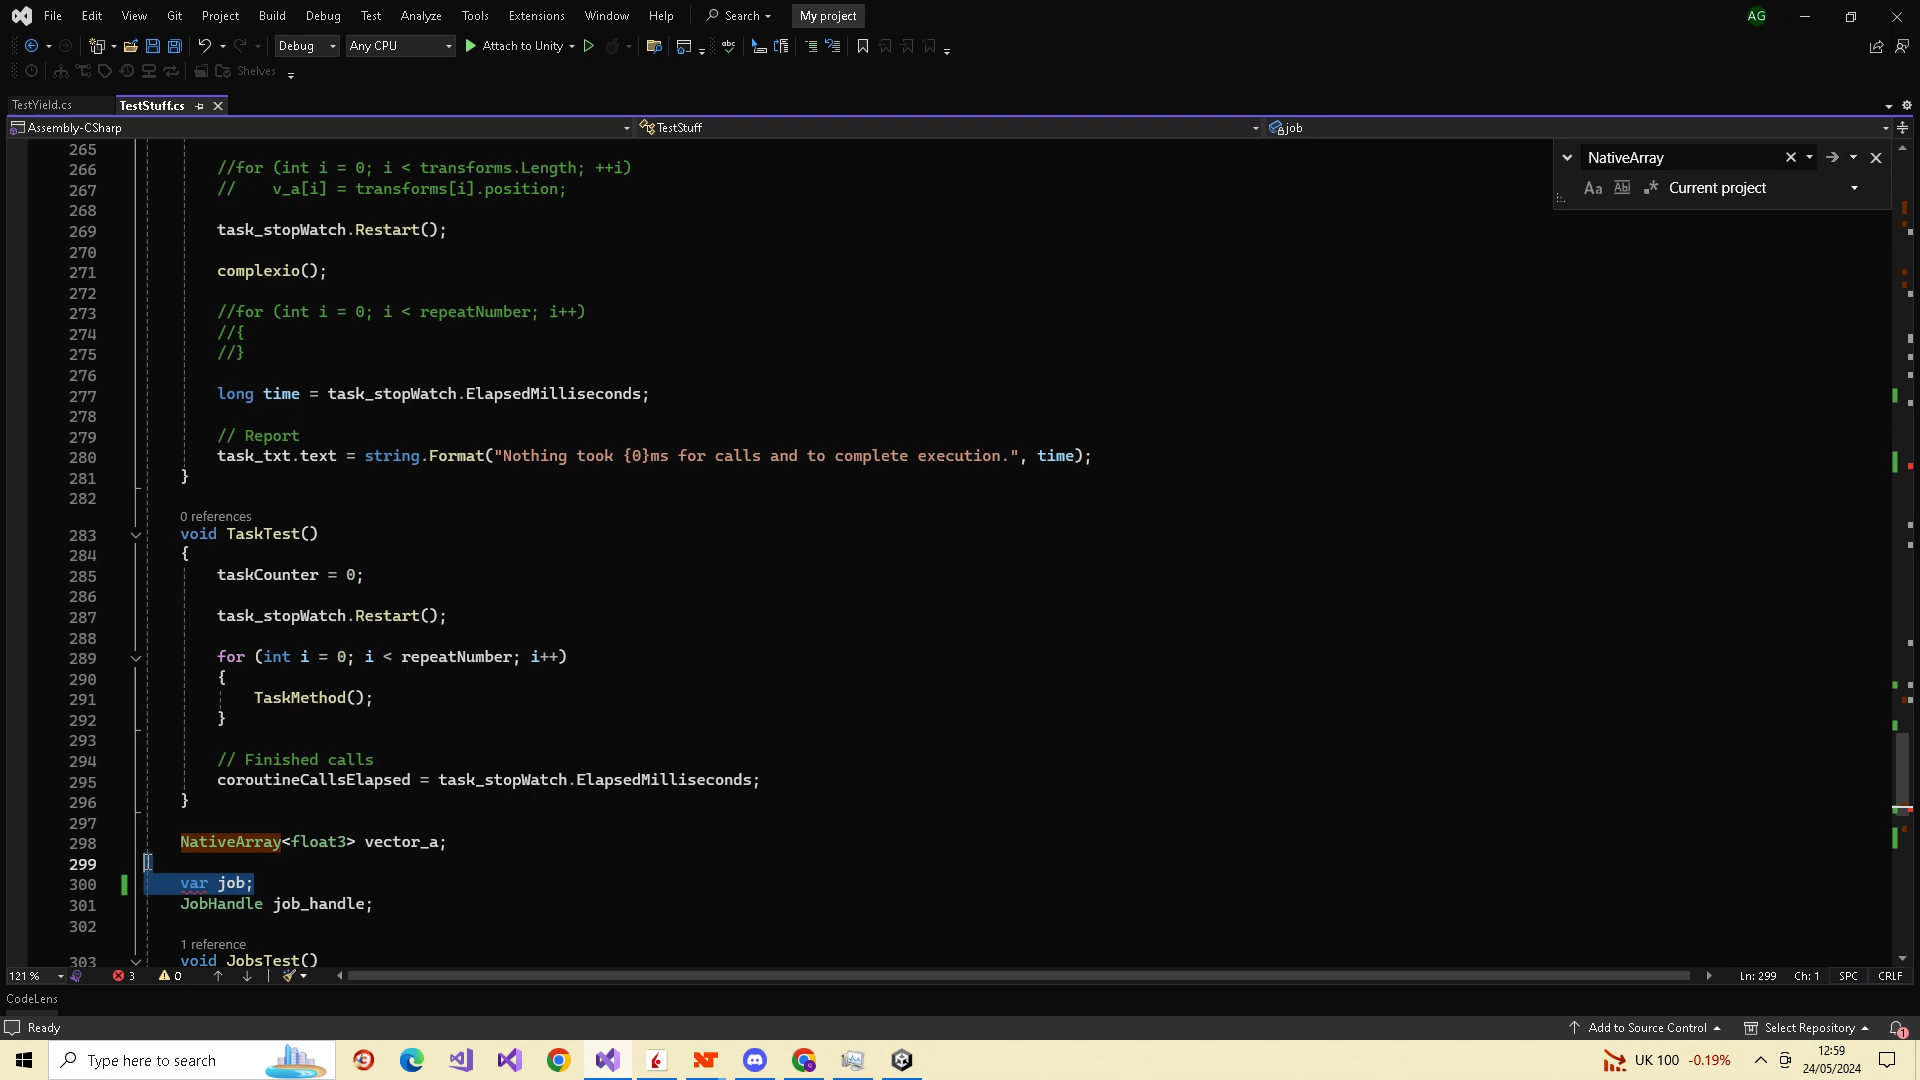 File Edit View Git Project Build Debug Test Analyze Tools Extensions Window Help Search My project AG
Debug Any CPU Attach to Unity
Shelves
TestYield.cs TestStuff.cs
Assembly-CSharp TestStuff job
NativeArray
Aa Current project
265
266 //for (int i = 0; i < transforms.Length; ++i)
267 //    v_a[i] = transforms[i].position;
268
269 task_stopWatch.Restart();
270
271 complexio();
272
273 //for (int i = 0; i < repeatNumber; i++)
274 //{
275 //}
276
277 long time = task_stopWatch.ElapsedMilliseconds;
278
279 // Report
280 task_txt.text = string.Format("Nothing took {0}ms for calls and to complete execution.", time);
281 }
282
0 references
283 void TaskTest()
284 {
285 taskCounter = 0;
286
287 task_stopWatch.Restart();
288
289 for (int i = 0; i < repeatNumber; i++)
290 {
291 TaskMethod();
292 }
293
294 // Finished calls
295 coroutineCallsElapsed = task_stopWatch.ElapsedMilliseconds;
296 }
297
298 NativeArray<float3> vector_a;
299
300 var job;
301 JobHandle job_handle;
302
1 reference
303 void JobsTest()
121 % 3 0 Ln: 299 Ch: 1 SPC CRLF
CodeLens
Ready Add to Source Control Select Repository 1
Type here to search UK 100 -0.19% 12:59
24/05/2024